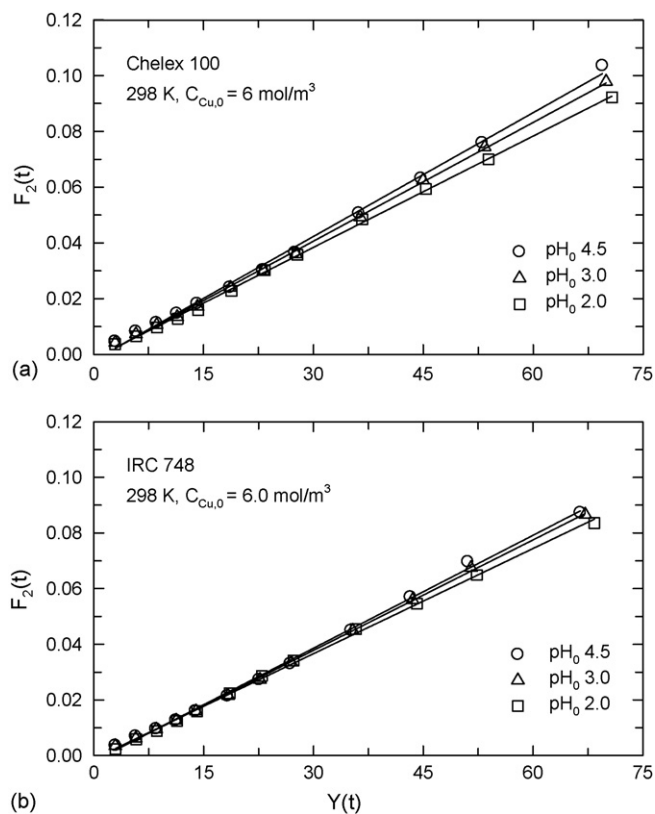 0.12
0.10
0.08
0.06
0.04
0.02
0.00
F₂(t)
Chelex 100
298 K, C_Cu,0 = 6 mol/m³
pH₀ 4.5
pH₀ 3.0
pH₀ 2.0
0 15 30 45 60 75
(a)
0.12
0.10
0.08
0.06
0.04
0.02
0.00
F₂(t)
IRC 748
298 K, C_Cu,0 = 6.0 mol/m³
pH₀ 4.5
pH₀ 3.0
pH₀ 2.0
0 15 30 45 60 75
(b) Y(t)